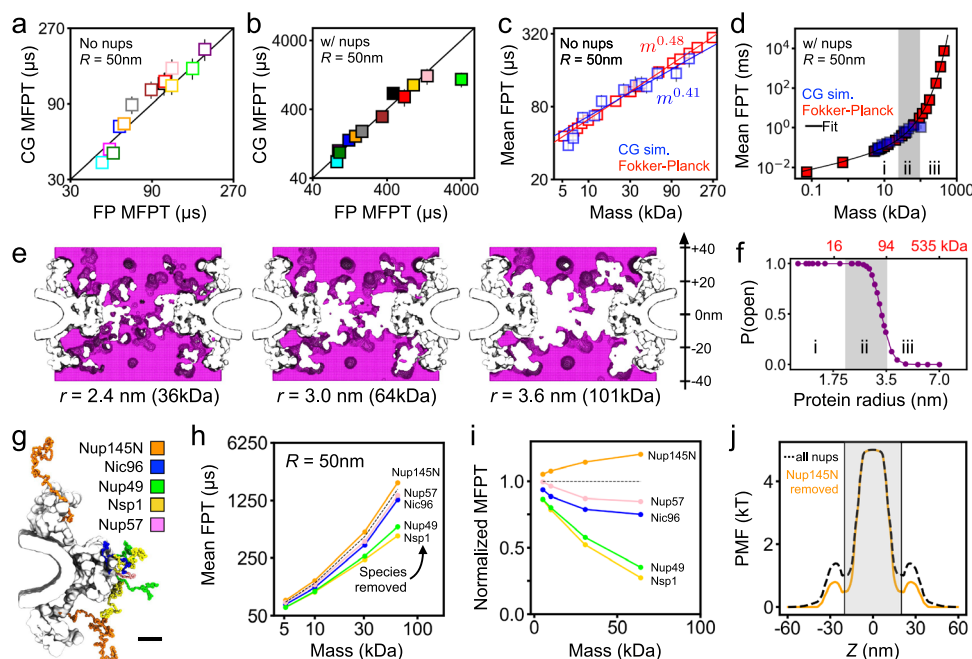 a
270
90
30
CG MFPT (μs)
No nups
R = 50nm
30 90 270
FP MFPT (μs)
b
4000
400
40
CG MFPT (μs)
w/ nups
R = 50nm
40 400 4000
FP MFPT (μs)
c
320
80
20
Mean FPT (μs)
No nups
R = 50nm
m^0.48
m^0.41
CG sim.
Fokker-Planck
5 10 30 90 270
Mass (kDa)
d
10^4
10^2
10^0
10^-2
Mean FPT (ms)
w/ nups
R = 50nm
CG sim.
Fokker-Planck
Fit
i ii iii
0.1 10 1000
Mass (kDa)
e
+40
+20
0nm
-20
-40
r = 2.4 nm (36kDa)
r = 3.0 nm (64kDa)
r = 3.6 nm (101kDa)
f
16 94 535 kDa
1.0
0.5
0.0
P(open)
i ii iii
1.75 3.5 7.0
Protein radius (nm)
g
Nup145N
Nic96
Nup49
Nsp1
Nup57
h
6250
1250
250
50
Mean FPT (μs)
R = 50nm
Nup145N
Nup57
Nic96
Nup49
Nsp1
Species
removed
5 10 30 100
Mass (kDa)
i
1.0
0.5
0.0
Normalized MFPT
Nup145N
Nup57
Nic96
Nup49
Nsp1
0 50 100
Mass (kDa)
j
4
2
0
PMF (kT)
all nups
Nup145N
removed
-60 -30 0 30 60
Z (nm)